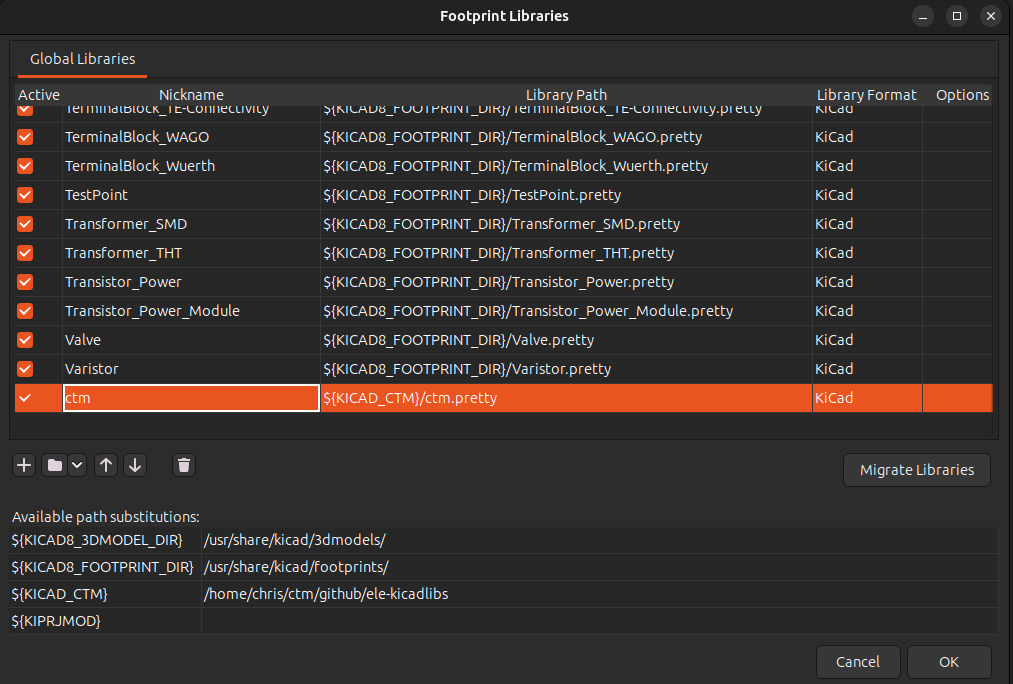 Footprint Libraries
Global Libraries
Active Nickname Library Path Library Format Options
TerminalBlock_TE-Connectivity ${KICAD8_FOOTPRINT_DIR}/TerminalBlock_TE-Connectivity.pretty KiCad
TerminalBlock_WAGO ${KICAD8_FOOTPRINT_DIR}/TerminalBlock_WAGO.pretty KiCad
TerminalBlock_Wuerth ${KICAD8_FOOTPRINT_DIR}/TerminalBlock_Wuerth.pretty KiCad
TestPoint ${KICAD8_FOOTPRINT_DIR}/TestPoint.pretty KiCad
Transformer_SMD ${KICAD8_FOOTPRINT_DIR}/Transformer_SMD.pretty KiCad
Transformer_THT ${KICAD8_FOOTPRINT_DIR}/Transformer_THT.pretty KiCad
Transistor_Power ${KICAD8_FOOTPRINT_DIR}/Transistor_Power.pretty KiCad
Transistor_Power_Module ${KICAD8_FOOTPRINT_DIR}/Transistor_Power_Module.pretty KiCad
Valve ${KICAD8_FOOTPRINT_DIR}/Valve.pretty KiCad
Varistor ${KICAD8_FOOTPRINT_DIR}/Varistor.pretty KiCad
ctm ${KICAD_CTM}/ctm.pretty KiCad
Migrate Libraries
Available path substitutions:
${KICAD8_3DMODEL_DIR} /usr/share/kicad/3dmodels/
${KICAD8_FOOTPRINT_DIR} /usr/share/kicad/footprints/
${KICAD_CTM} /home/chris/ctm/github/ele-kicadlibs
${KIPRJMOD}
Cancel OK